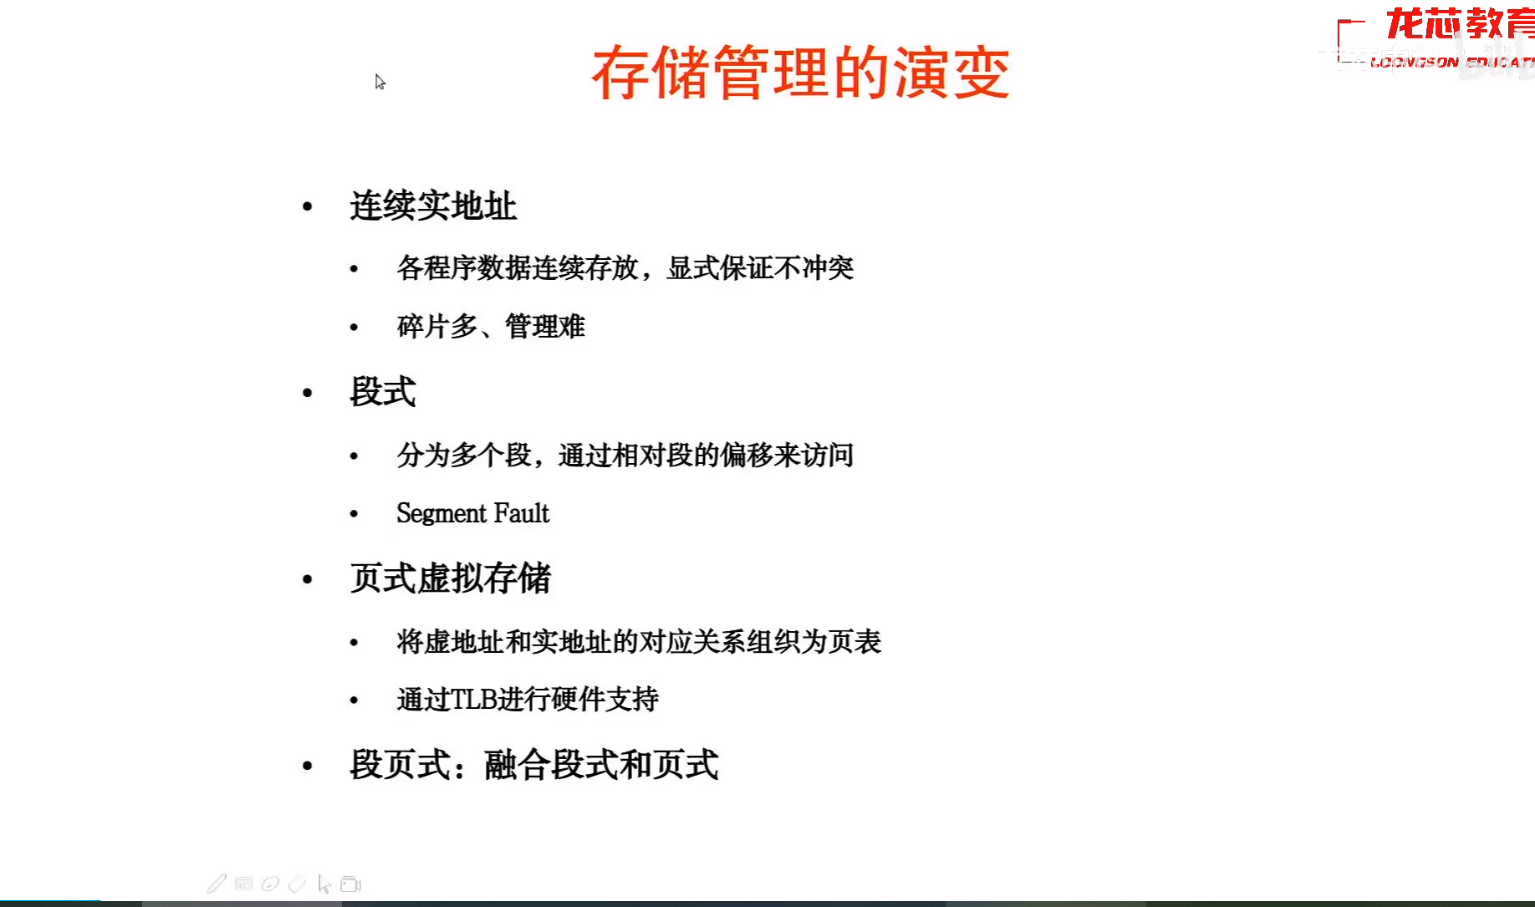 龙芯教育
存储管理的演变
• 连续实地址
• 各程序数据连续存放，显式保证不冲突
• 碎片多、管理难
• 段式
• 分为多个段，通过相对段的偏移来访问
• Segment Fault
• 页式虚拟存储
• 将虚地址和实地址的对应关系组织为页表
• 通过TLB进行硬件支持
• 段页式：融合段式和页式